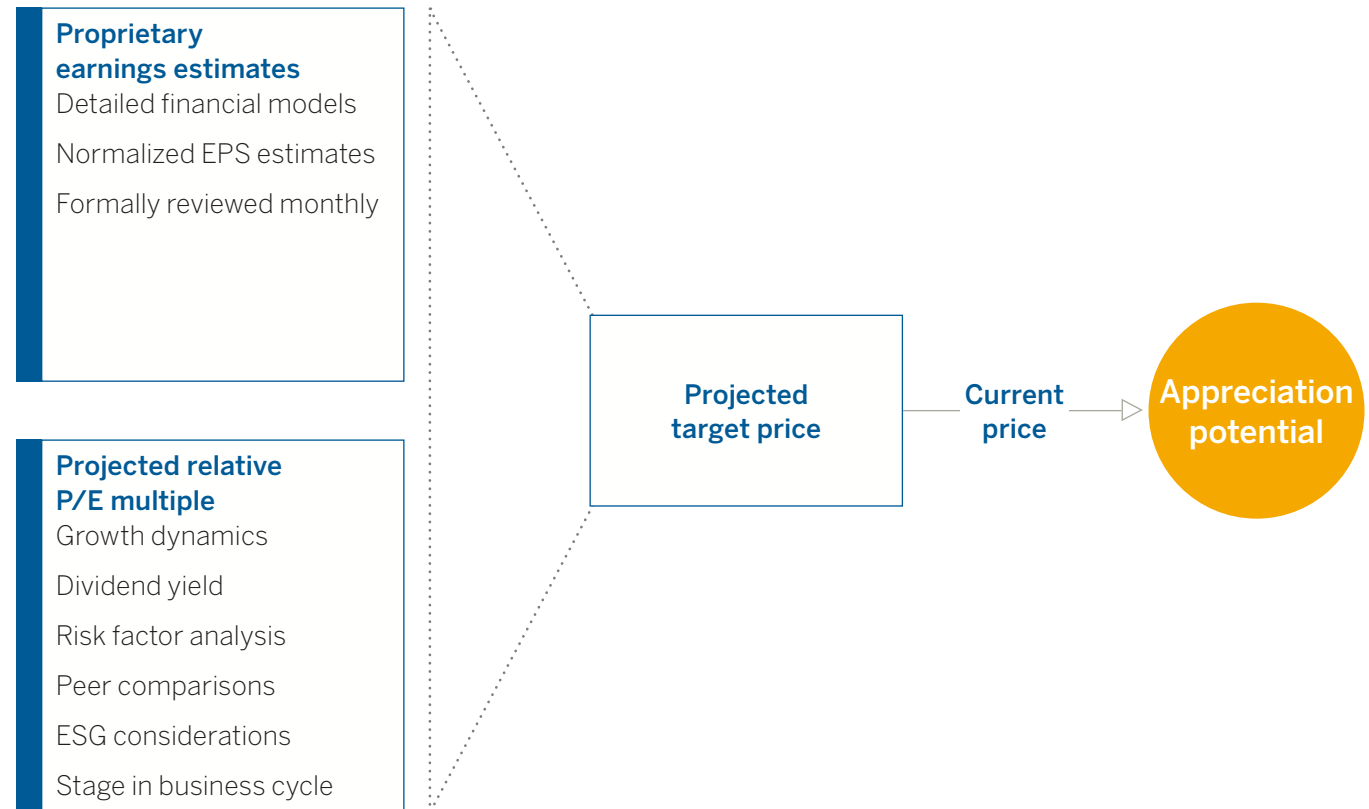 Proprietary
earnings estimates
Detailed financial models
Normalized EPS estimates
Formally reviewed monthly
Projected relative
P/E multiple
Growth dynamics
Dividend yield
Risk factor analysis
Peer comparisons
ESG considerations
Stage in business cycle
Projected
target price
Current
price
Appreciation
potential